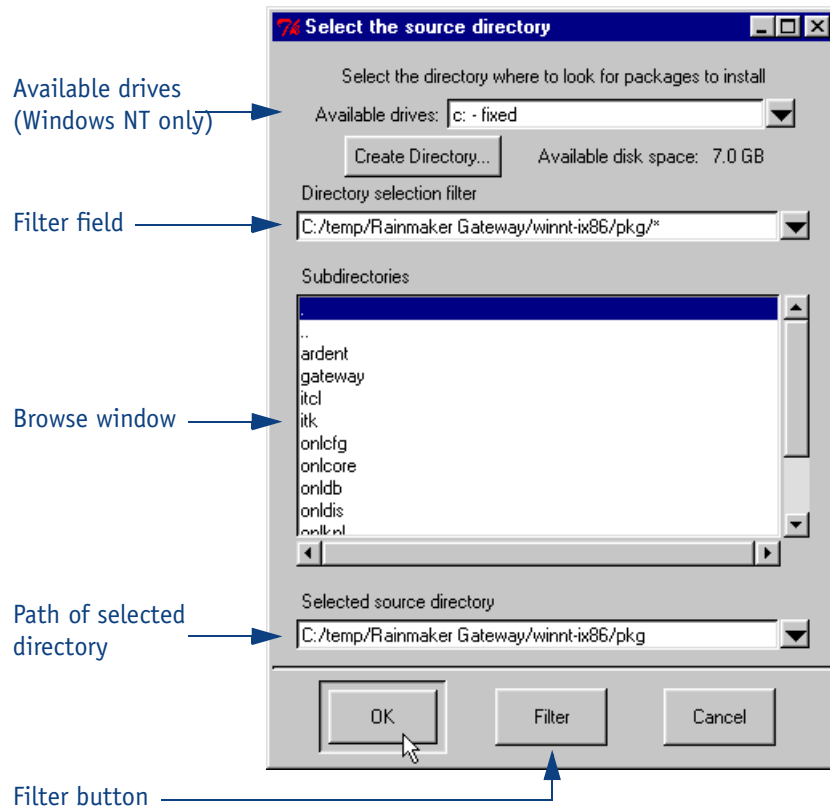 Select the source directory
Select the directory where to look for packages to install
Available drives
(Windows NT only)
Available drives: c: - fixed
Create Directory... Available disk space: 7.0 GB
Directory selection filter
Filter field
C:/temp/Rainmaker Gateway/winnt-ix86/pkg/*
Subdirectories
.
..
ardent
gateway
itcl
Browse window
itk
onlcfg
onlcore
onldb
onldis
onlknl
Selected source directory
Path of selected
directory
C:/temp/Rainmaker Gateway/winnt-ix86/pkg
OK Filter Cancel
Filter button